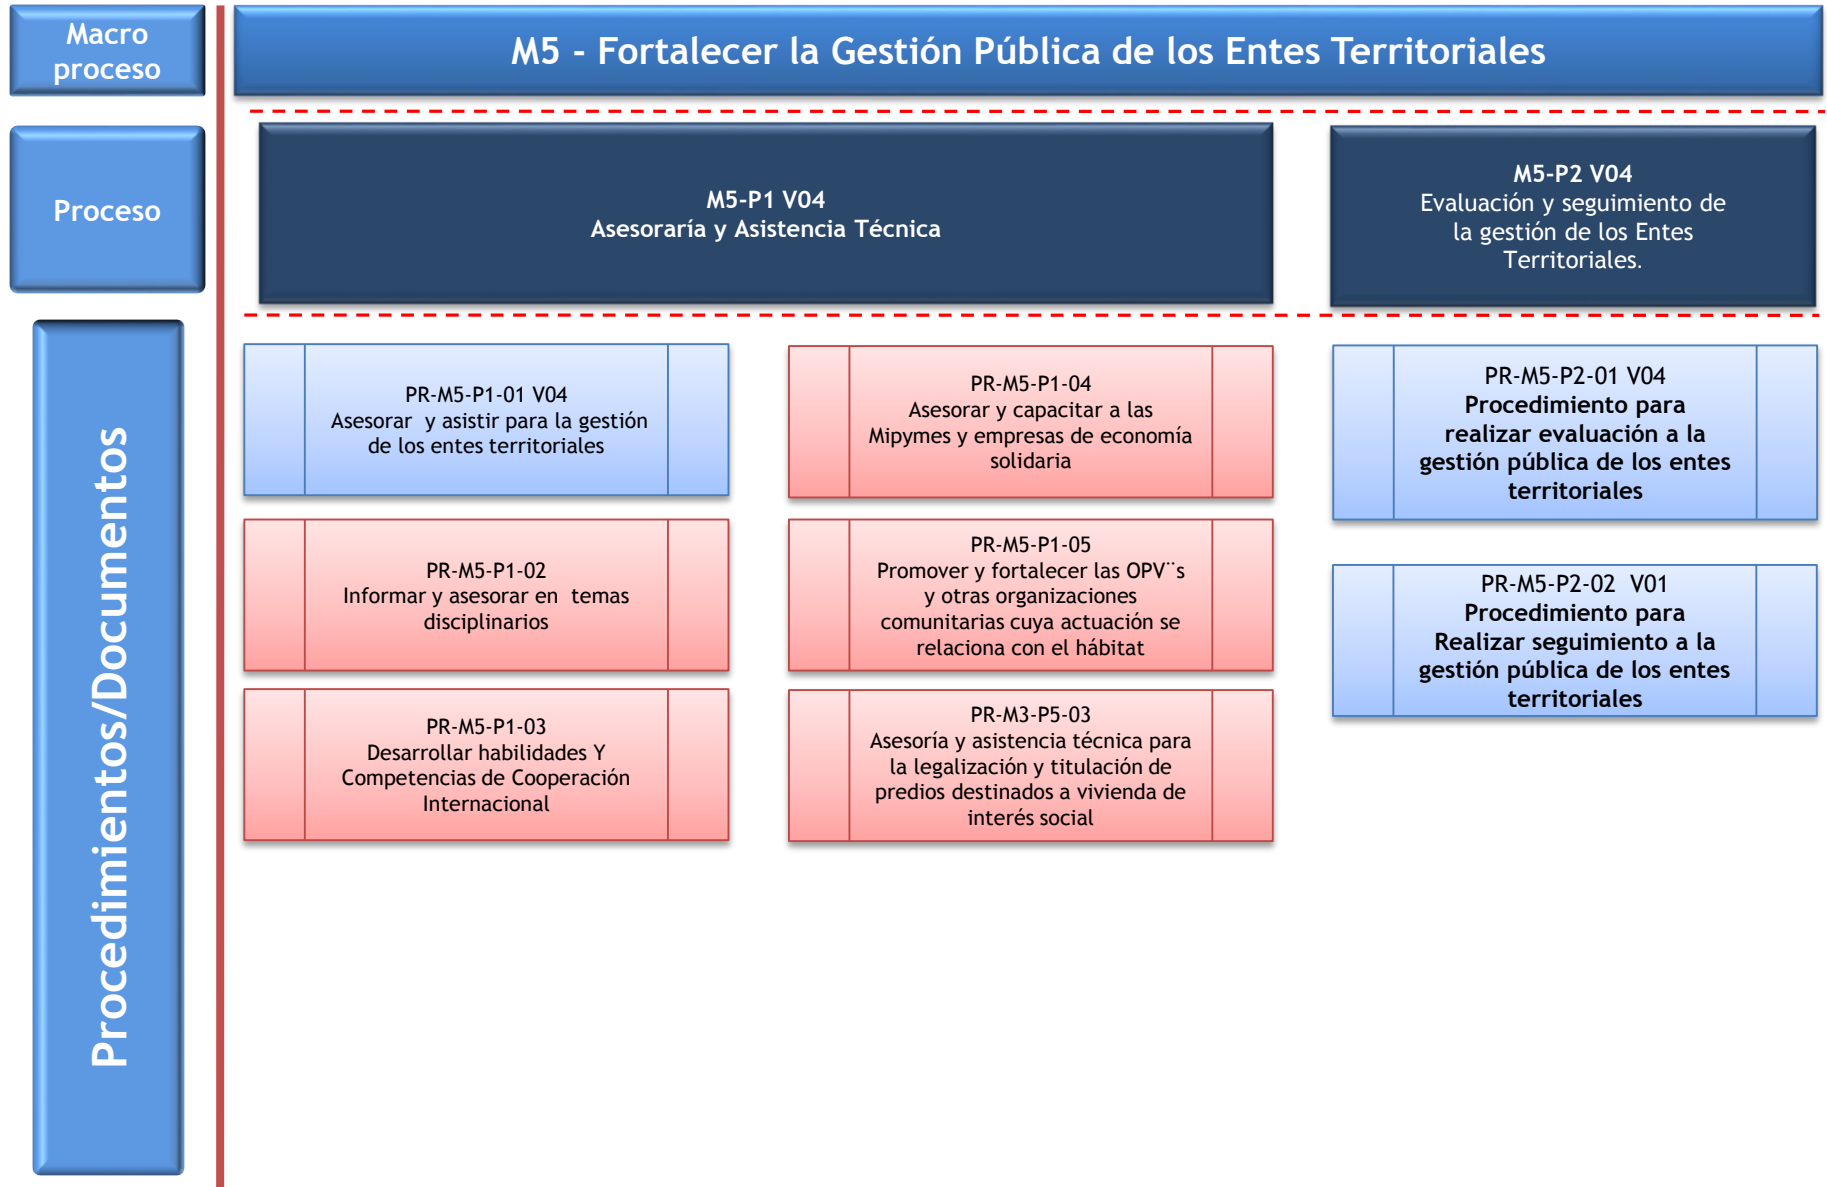 Macro
proceso
M5 - Fortalecer la Gestión Pública de los Entes Territoriales
Proceso
M5-P1 V04
Asesoraría y Asistencia Técnica
M5-P2 V04
Evaluación y seguimiento de
la gestión de los Entes
Territoriales.
Procedimientos/Documentos
PR-M5-P1-01 V04
Asesorar y asistir para la gestión
de los entes territoriales
PR-M5-P1-02
Informar y asesorar en temas
disciplinarios
PR-M5-P1-03
Desarrollar habilidades Y
Competencias de Cooperación
Internacional
PR-M5-P1-04
Asesorar y capacitar a las
Mipymes y empresas de economía
solidaria
PR-M5-P1-05
Promover y fortalecer las OPV¨s
y otras organizaciones
comunitarias cuya actuación se
relaciona con el hábitat
PR-M3-P5-03
Asesoría y asistencia técnica para
la legalización y titulación de
predios destinados a vivienda de
interés social
PR-M5-P2-01 V04
Procedimiento para
realizar evaluación a la
gestión pública de los entes
territoriales
PR-M5-P2-02 V01
Procedimiento para
Realizar seguimiento a la
gestión pública de los entes
territoriales